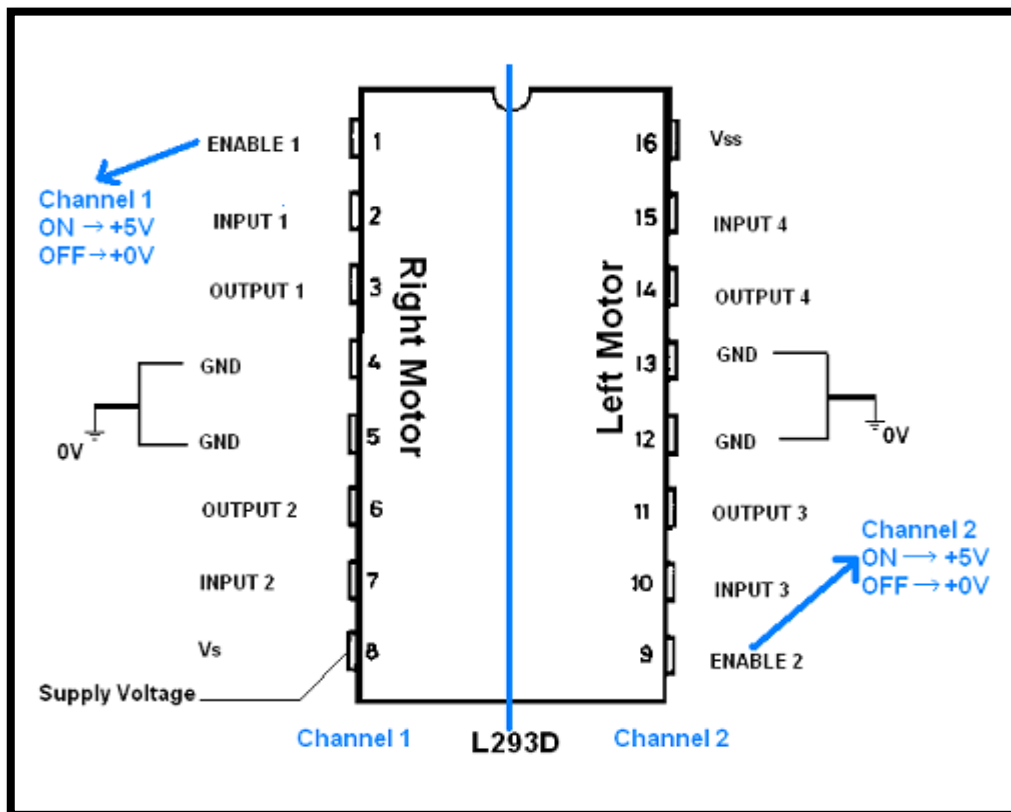 ENABLE 1
Channel 1
ON → +5V
OFF → +0V
INPUT 1
OUTPUT 1
GND
GND
0V
OUTPUT 2
INPUT 2
Vs
Supply Voltage
1
2
3
4
5
6
7
8
Right Motor
Left Motor
16
15
14
13
12
11
10
9
Vss
INPUT 4
OUTPUT 4
GND
GND
0V
OUTPUT 3
Channel 2
ON → +5V
OFF → +0V
INPUT 3
ENABLE 2
Channel 1
L293D
Channel 2